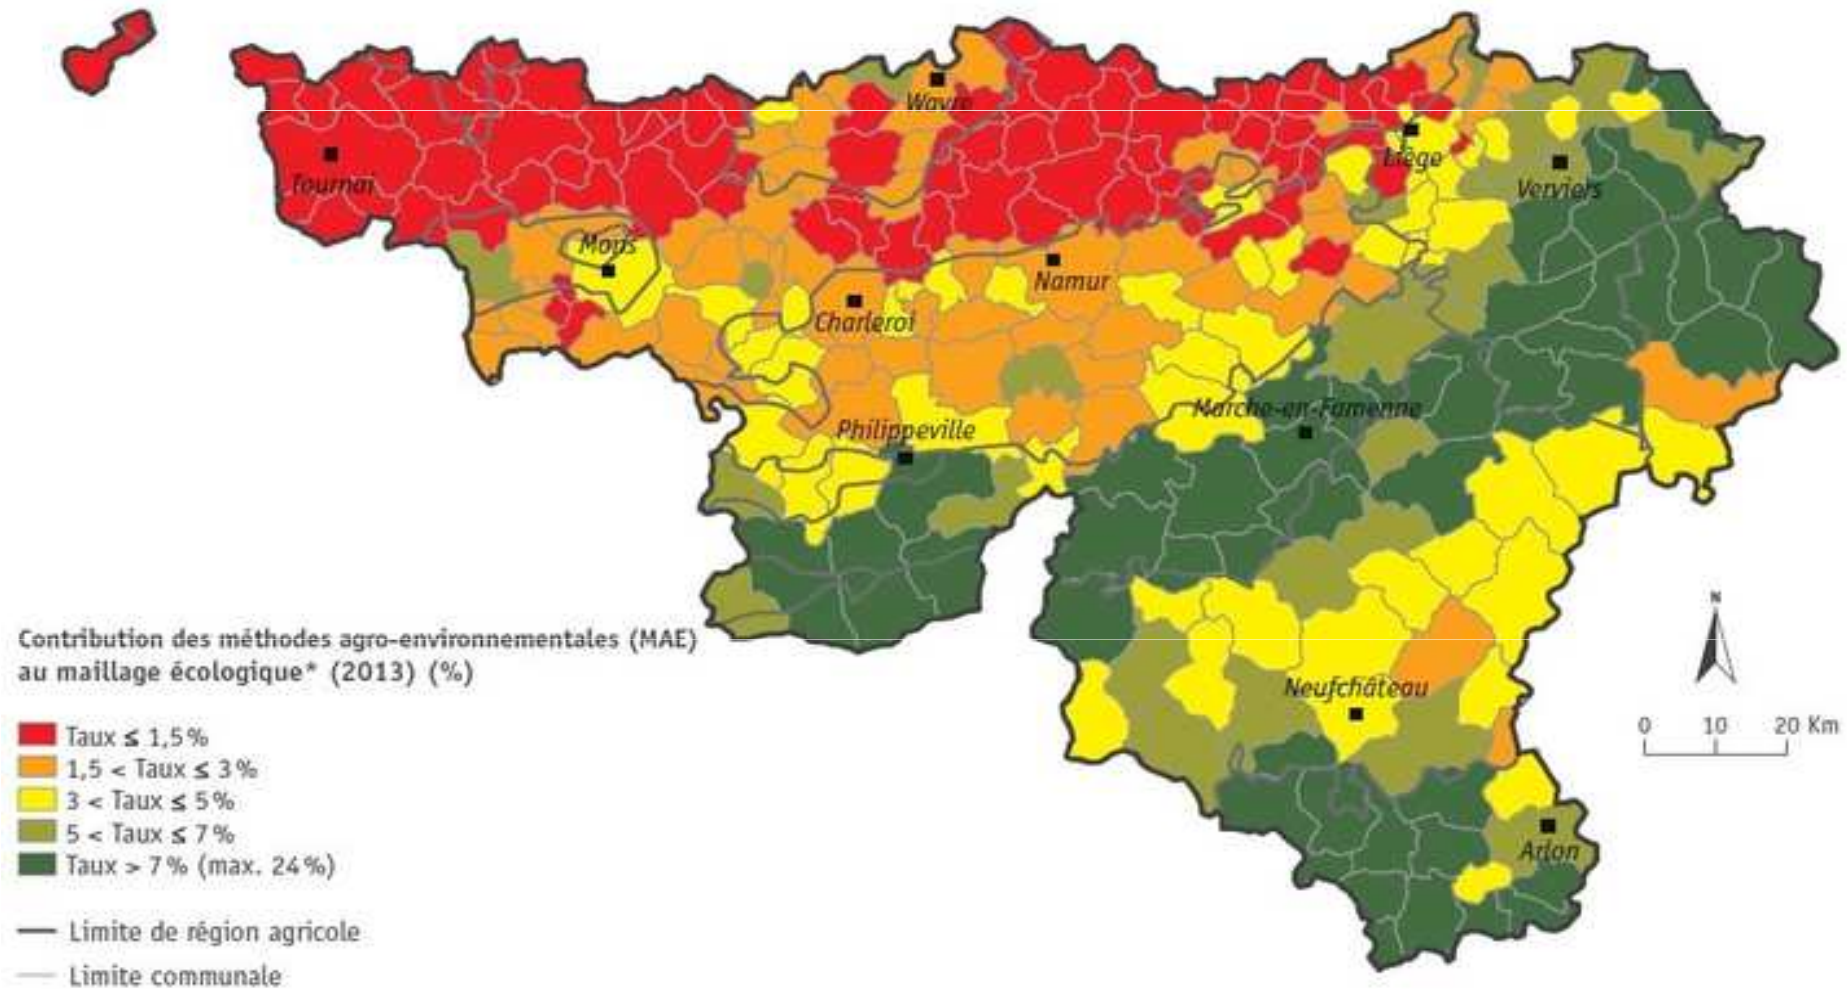 Wavre
Tournai
Liège
Verviers
Mons
Namur
Charleroi
Marche-en-Famenne
Philippeville
Neufchâteau
Arlon
N
0 10 20 Km
Contribution des méthodes agro-environnementales (MAE)
au maillage écologique* (2013) (%)
Taux ≤ 1,5 %
1,5 < Taux ≤ 3 %
3 < Taux ≤ 5 %
5 < Taux ≤ 7 %
Taux > 7 % (max. 24 %)
Limite de région agricole
Limite communale